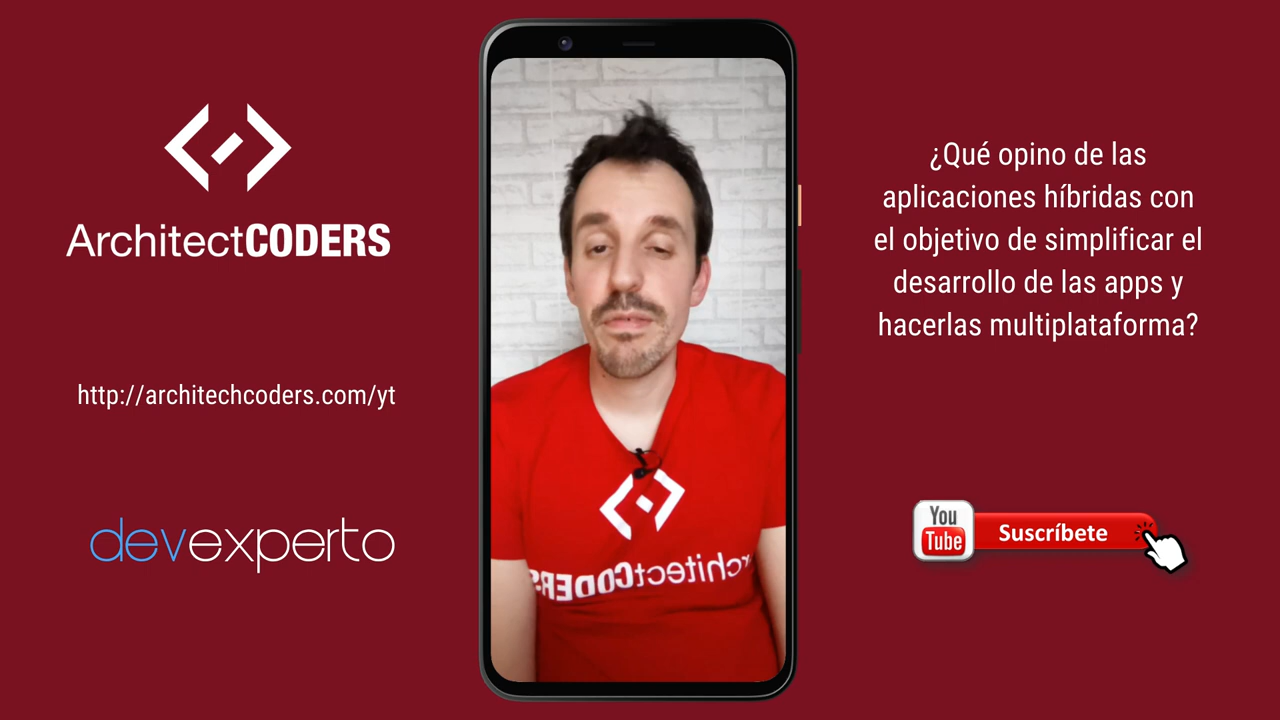 ArchitectCODERS
http://architechcoders.com/yt
devexperto
ArchitectCODERS
¿Qué opino de las
aplicaciones híbridas con
el objetivo de simplificar el
desarrollo de las apps y
hacerlas multiplataforma?
You
Tube
Suscríbete